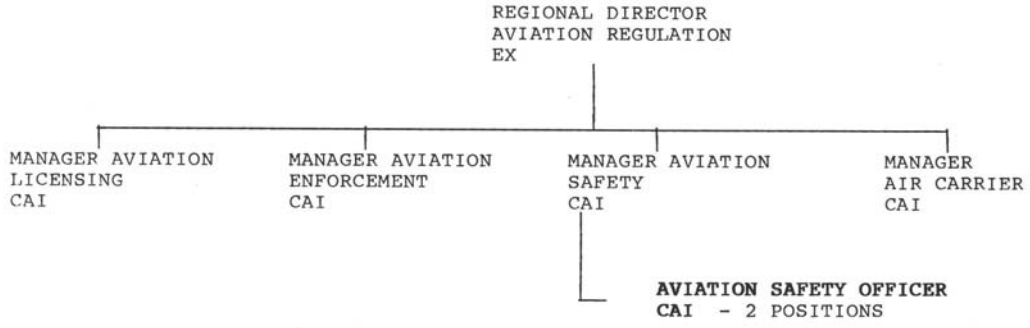 REGIONAL DIRECTOR
AVIATION REGULATION
EX
MANAGER AVIATION
LICENSING
CAI
MANAGER AVIATION
ENFORCEMENT
CAI
MANAGER AVIATION
SAFETY
CAI
MANAGER
AIR CARRIER
CAI
AVIATION SAFETY OFFICER
CAI - 2 POSITIONS